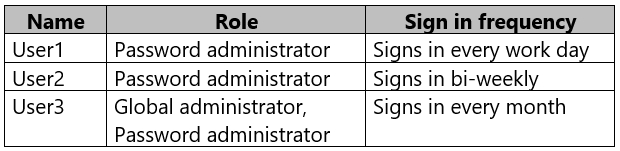 Name Role Sign in frequency
User1 Password administrator Signs in every work day
User2 Password administrator Signs in bi-weekly
User3 Global administrator, Signs in every month
Password administrator